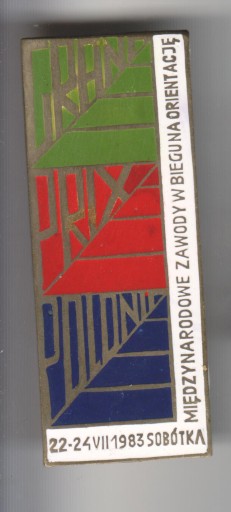 GRAND
PRIX
POLONII
MIĘDZYNARODOWE ZAWODY W BIEGU NA ORIENTACJĘ
22-24 VII 1983 SOBÓTKA